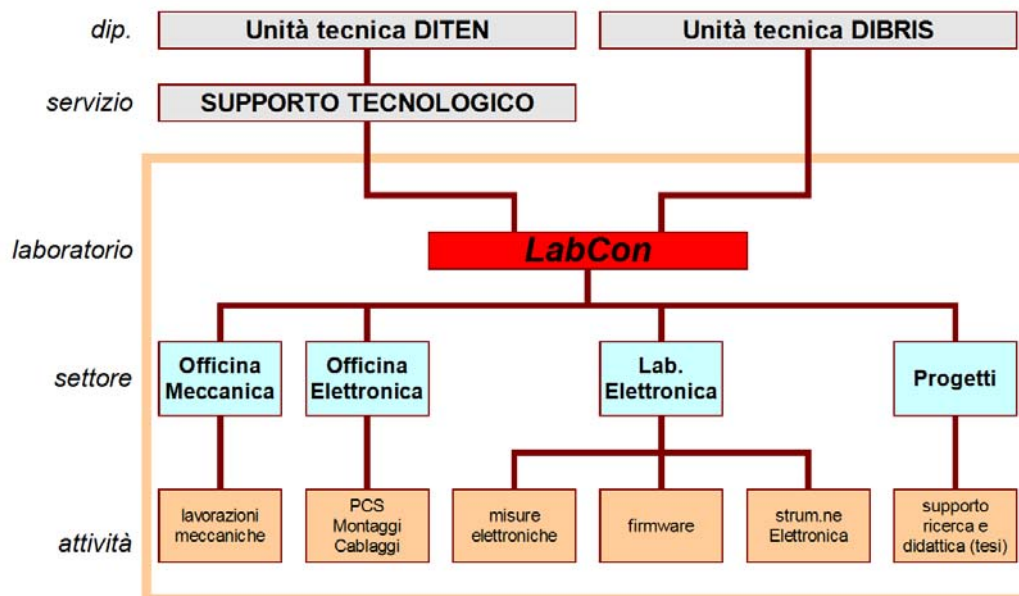 dip.
Unità tecnica DITEN
Unità tecnica DIBRIS
servizio
SUPPORTO TECNOLOGICO
laboratorio
LabCon
settore
Officina
Meccanica
Officina
Elettronica
Lab.
Elettronica
Progetti
attività
lavorazioni
meccaniche
PCS
Montaggi
Cablaggi
misure
elettroniche
firmware
strum.ne
Elettronica
supporto
ricerca e
didattica (tesi)